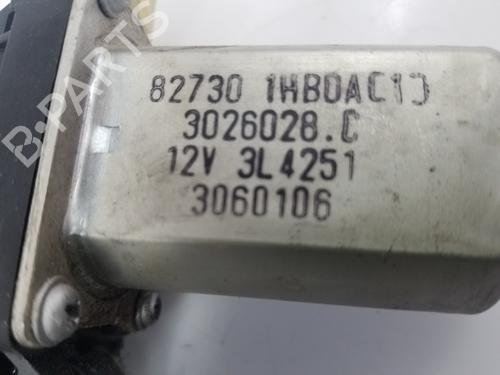 B-PARTS
82730 1HB0A(1)
3026028.C
12V 3L4251
3060106